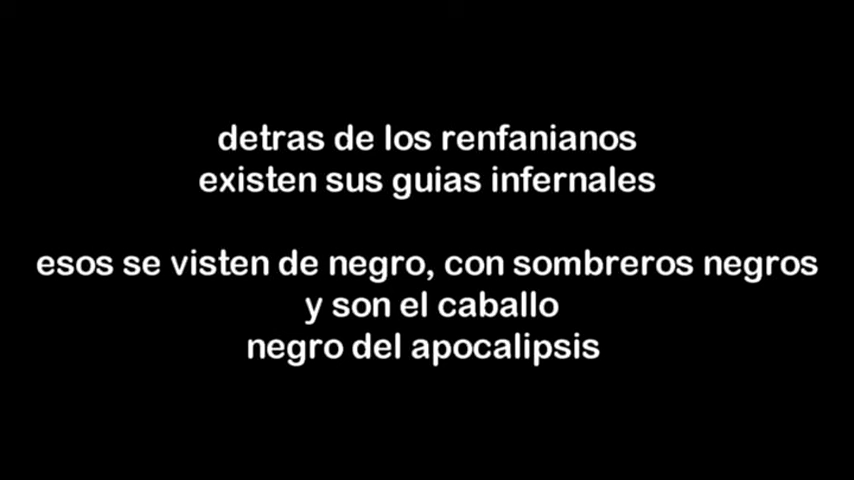 detras de los renfanianos
existen sus guias infernales
esos se visten de negro, con sombreros negros
y son el caballo
negro del apocalipsis